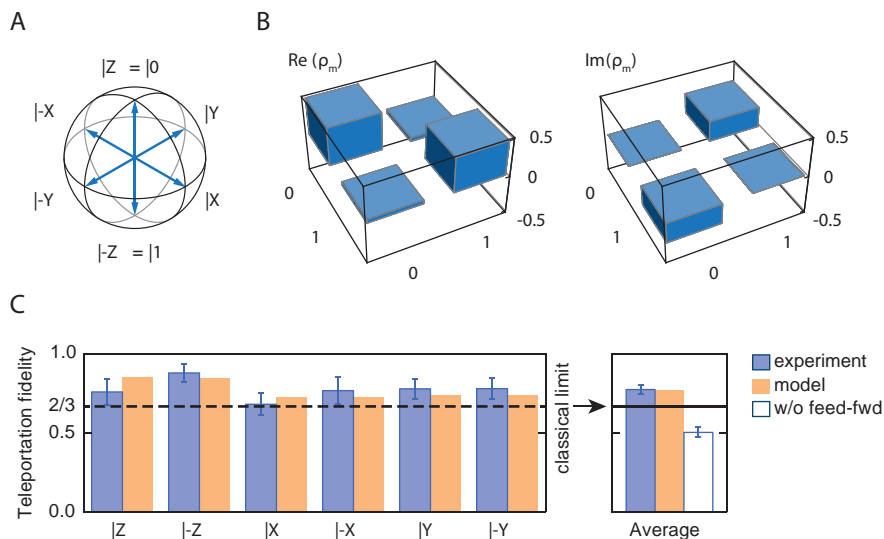 A
|Z = |0
|-X
|Y
|-Y
|X
|-Z = |1
B
Re (ρm)
0.5
0
-0.5
0
1
0
1
Im(ρm)
0.5
0
-0.5
0
1
0
1
C
Teleportation fidelity
1.0
2/3
0.5
0.0
|Z
|-Z
|X
|-X
|Y
|-Y
classical limit
Average
experiment
model
w/o feed-fwd